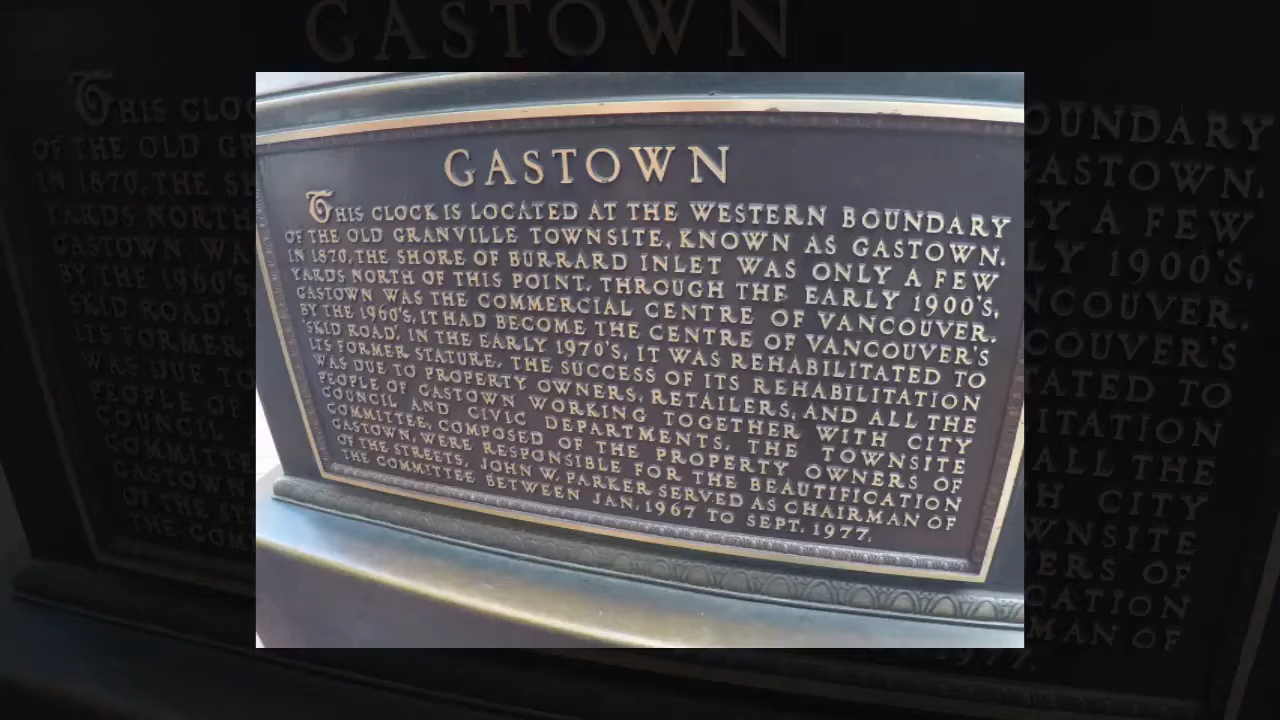 GASTOWN
THIS CLOCK IS LOCATED AT THE WESTERN BOUNDARY
OF THE OLD GRANVILLE TOWNSITE, KNOWN AS GASTOWN.
IN 1870, THE SHORE OF BURRARD INLET WAS ONLY A FEW
YARDS NORTH OF THIS POINT. THROUGH THE EARLY 1900'S,
GASTOWN WAS THE COMMERCIAL CENTRE OF VANCOUVER.
BY THE 1960'S, IT HAD BECOME THE CENTRE OF VANCOUVER'S
'SKID ROAD'. IN THE EARLY 1970'S, IT WAS REHABILITATED TO
ITS FORMER STATURE. THE SUCCESS OF ITS REHABILITATION
WAS DUE TO PROPERTY OWNERS, RETAILERS, AND ALL THE
PEOPLE OF GASTOWN WORKING TOGETHER WITH CITY
COUNCIL AND CIVIC DEPARTMENTS. THE TOWNSITE
COMMITTEE, COMPOSED OF THE PROPERTY OWNERS OF
GASTOWN, WERE RESPONSIBLE FOR THE BEAUTIFICATION
OF THE STREETS. JOHN W. PARKER SERVED AS CHAIRMAN OF
THE COMMITTEE BETWEEN JAN. 1967 TO SEPT. 1977.